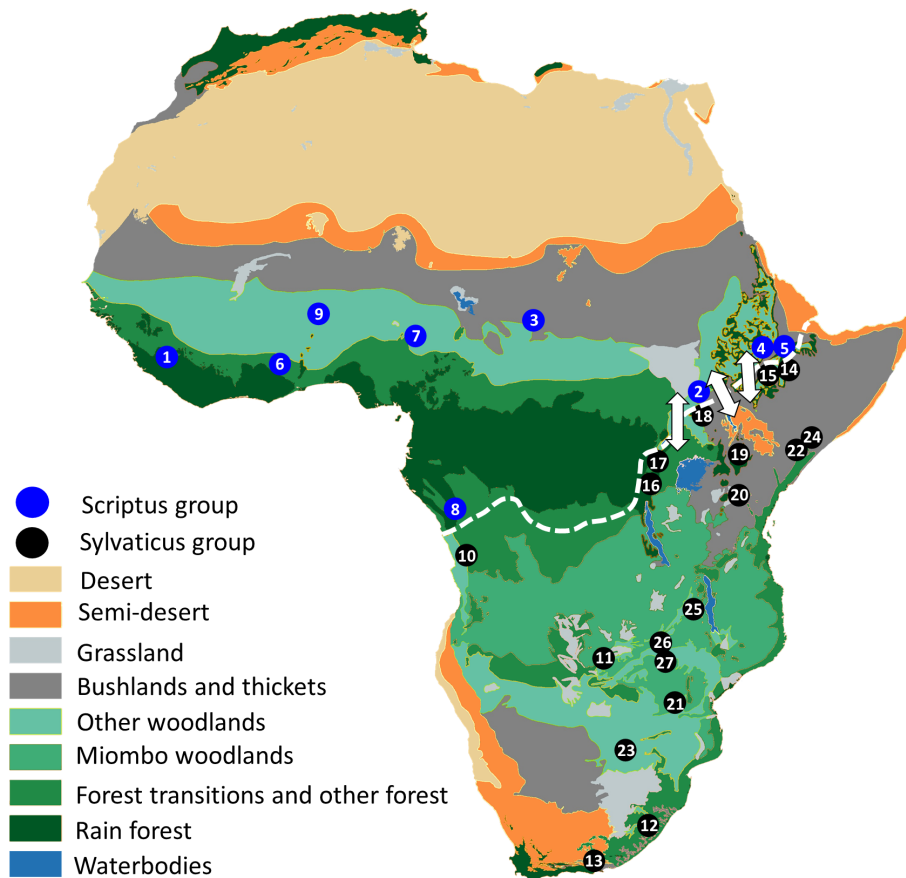 9
3
7
1
6
4
5
15
14
2
18
24
22
17
19
16
20
8
10
25
26
11
27
21
23
12
13
Scriptus group
Sylvaticus group
Desert
Semi-desert
Grassland
Bushlands and thickets
Other woodlands
Miombo woodlands
Forest transitions and other forest
Rain forest
Waterbodies